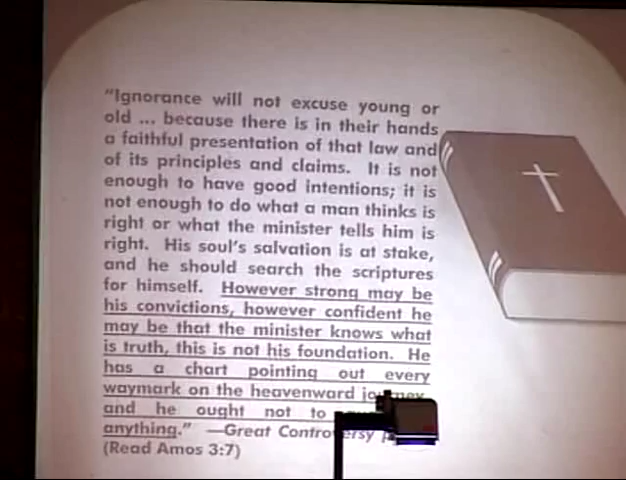 "Ignorance will not excuse young or
old ... because there is in their hands
a faithful presentation of that law and
of its principles and claims. It is not
enough to have good intentions; it is
not enough to do what a man thinks is
right or what the minister tells him is
right. His soul's salvation is at stake,
and he should search the scriptures
for himself. However strong may be
his convictions, however confident he
may be that the minister knows what
is truth, this is not his foundation. He
has a chart pointing out every
waymark on the heavenward journey,
and he ought not to
anything." —Great Controversy
(Read Amos 3:7)